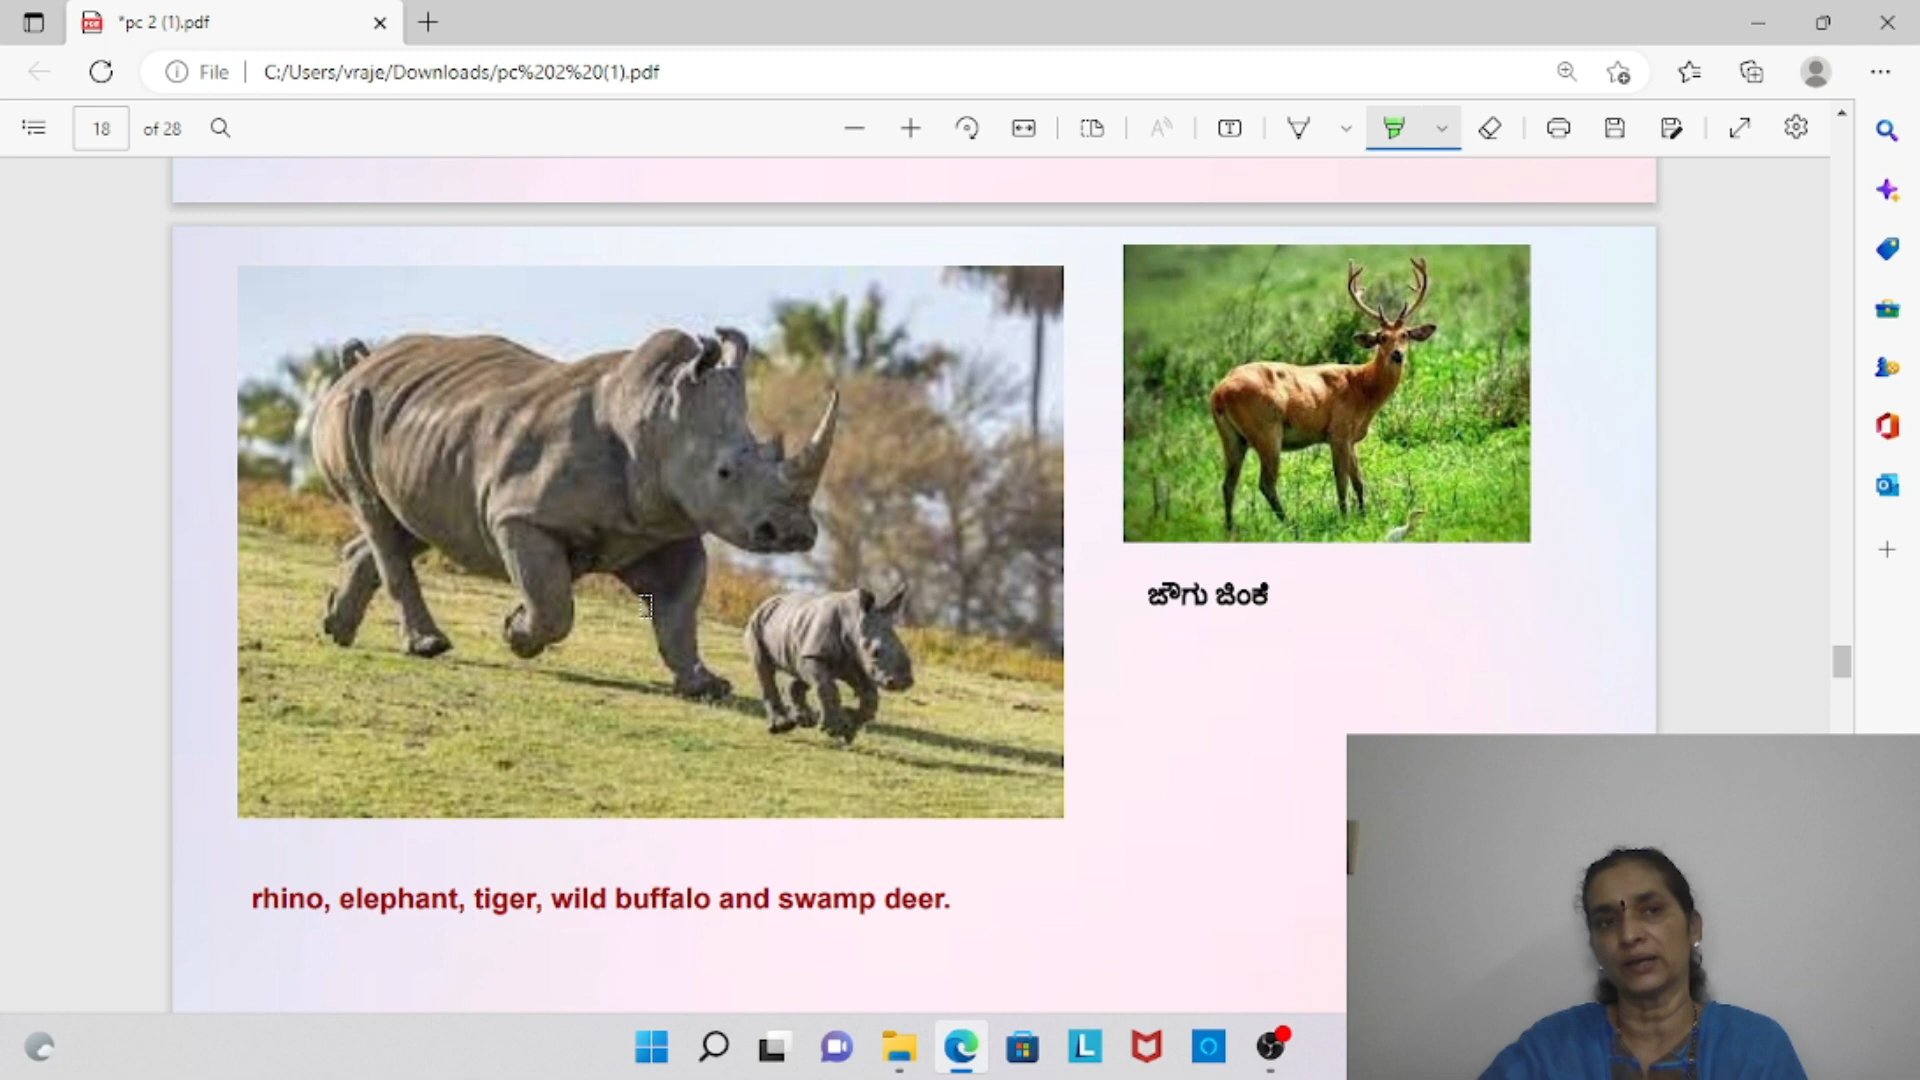 *pc 2 (1).pdf
File
C:/Users/vraje/Downloads/pc%202%20(1).pdf
18 of 28
ಜೌಗು ಜಿಂಕೆ
rhino, elephant, tiger, wild buffalo and swamp deer.